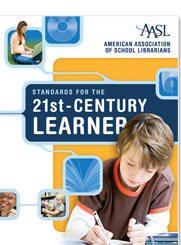 AASL
AMERICAN ASSOCIATION
OF SCHOOL LIBRARIANS
STANDARDS FOR THE
21st-CENTURY
LEARNER